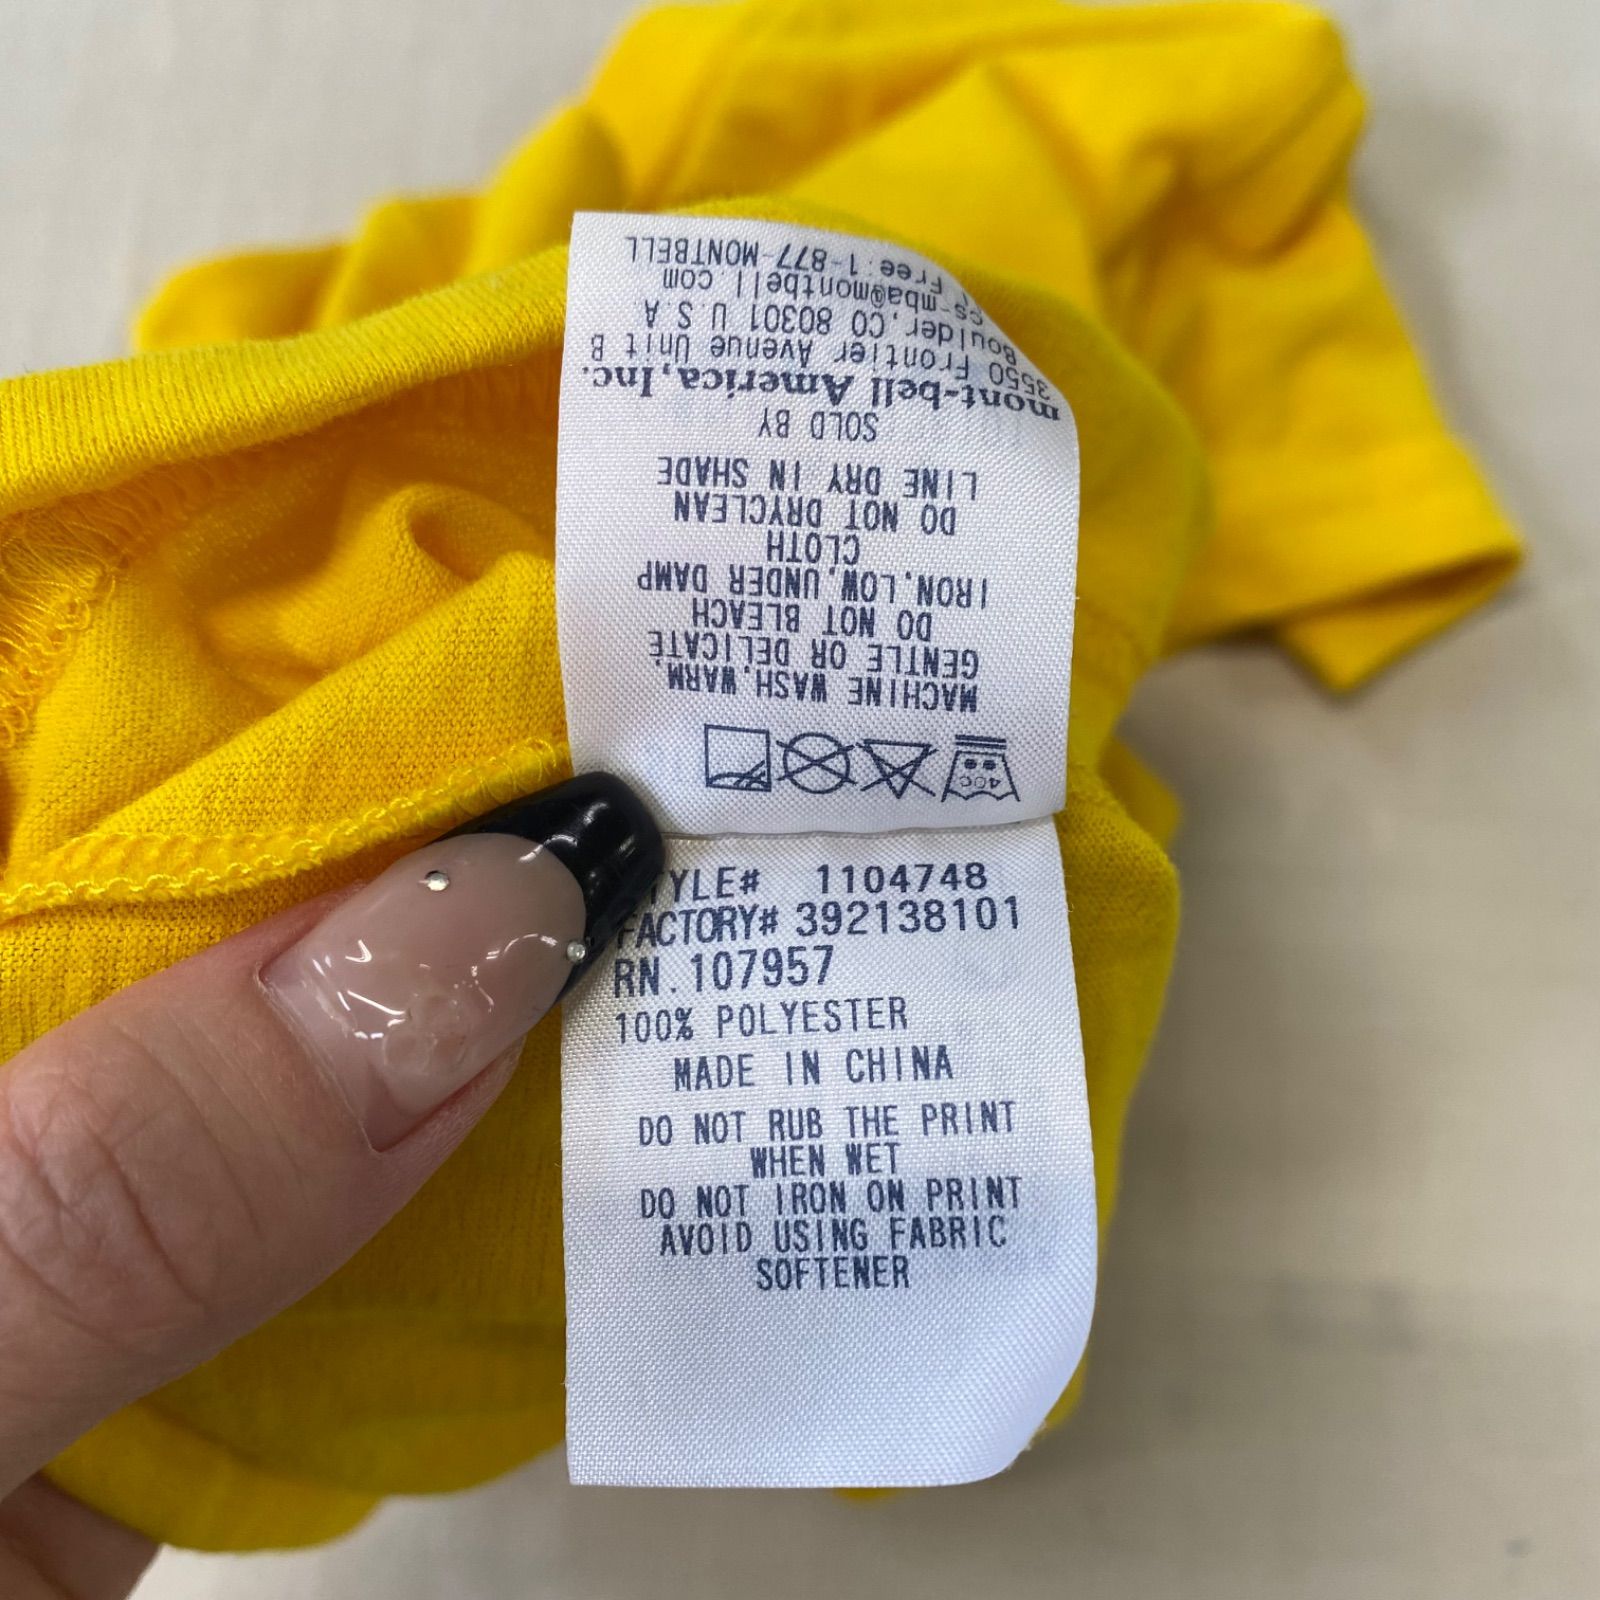 STYLE# 1104748
FACTORY# 392138101
RN. 107957
100% POLYESTER
MADE IN CHINA
DO NOT RUB THE PRINT
WHEN WET
DO NOT IRON ON PRINT
AVOID USING FABRIC
SOFTENER
40C
MACHINE WASH, WARM,
GENTLE OR DELICATE
DO NOT BLEACH
IRON, LOW, UNDER DAMP
CLOTH
DO NOT DRYCLEAN
LINE DRY IN SHADE
SOLD BY
mont-bell America, Inc.
3550 Frontier Avenue Unit B
Boulder, CO 80301 U.S.A
cs-mba@montbell.com
Free:1-877-MONTBELL